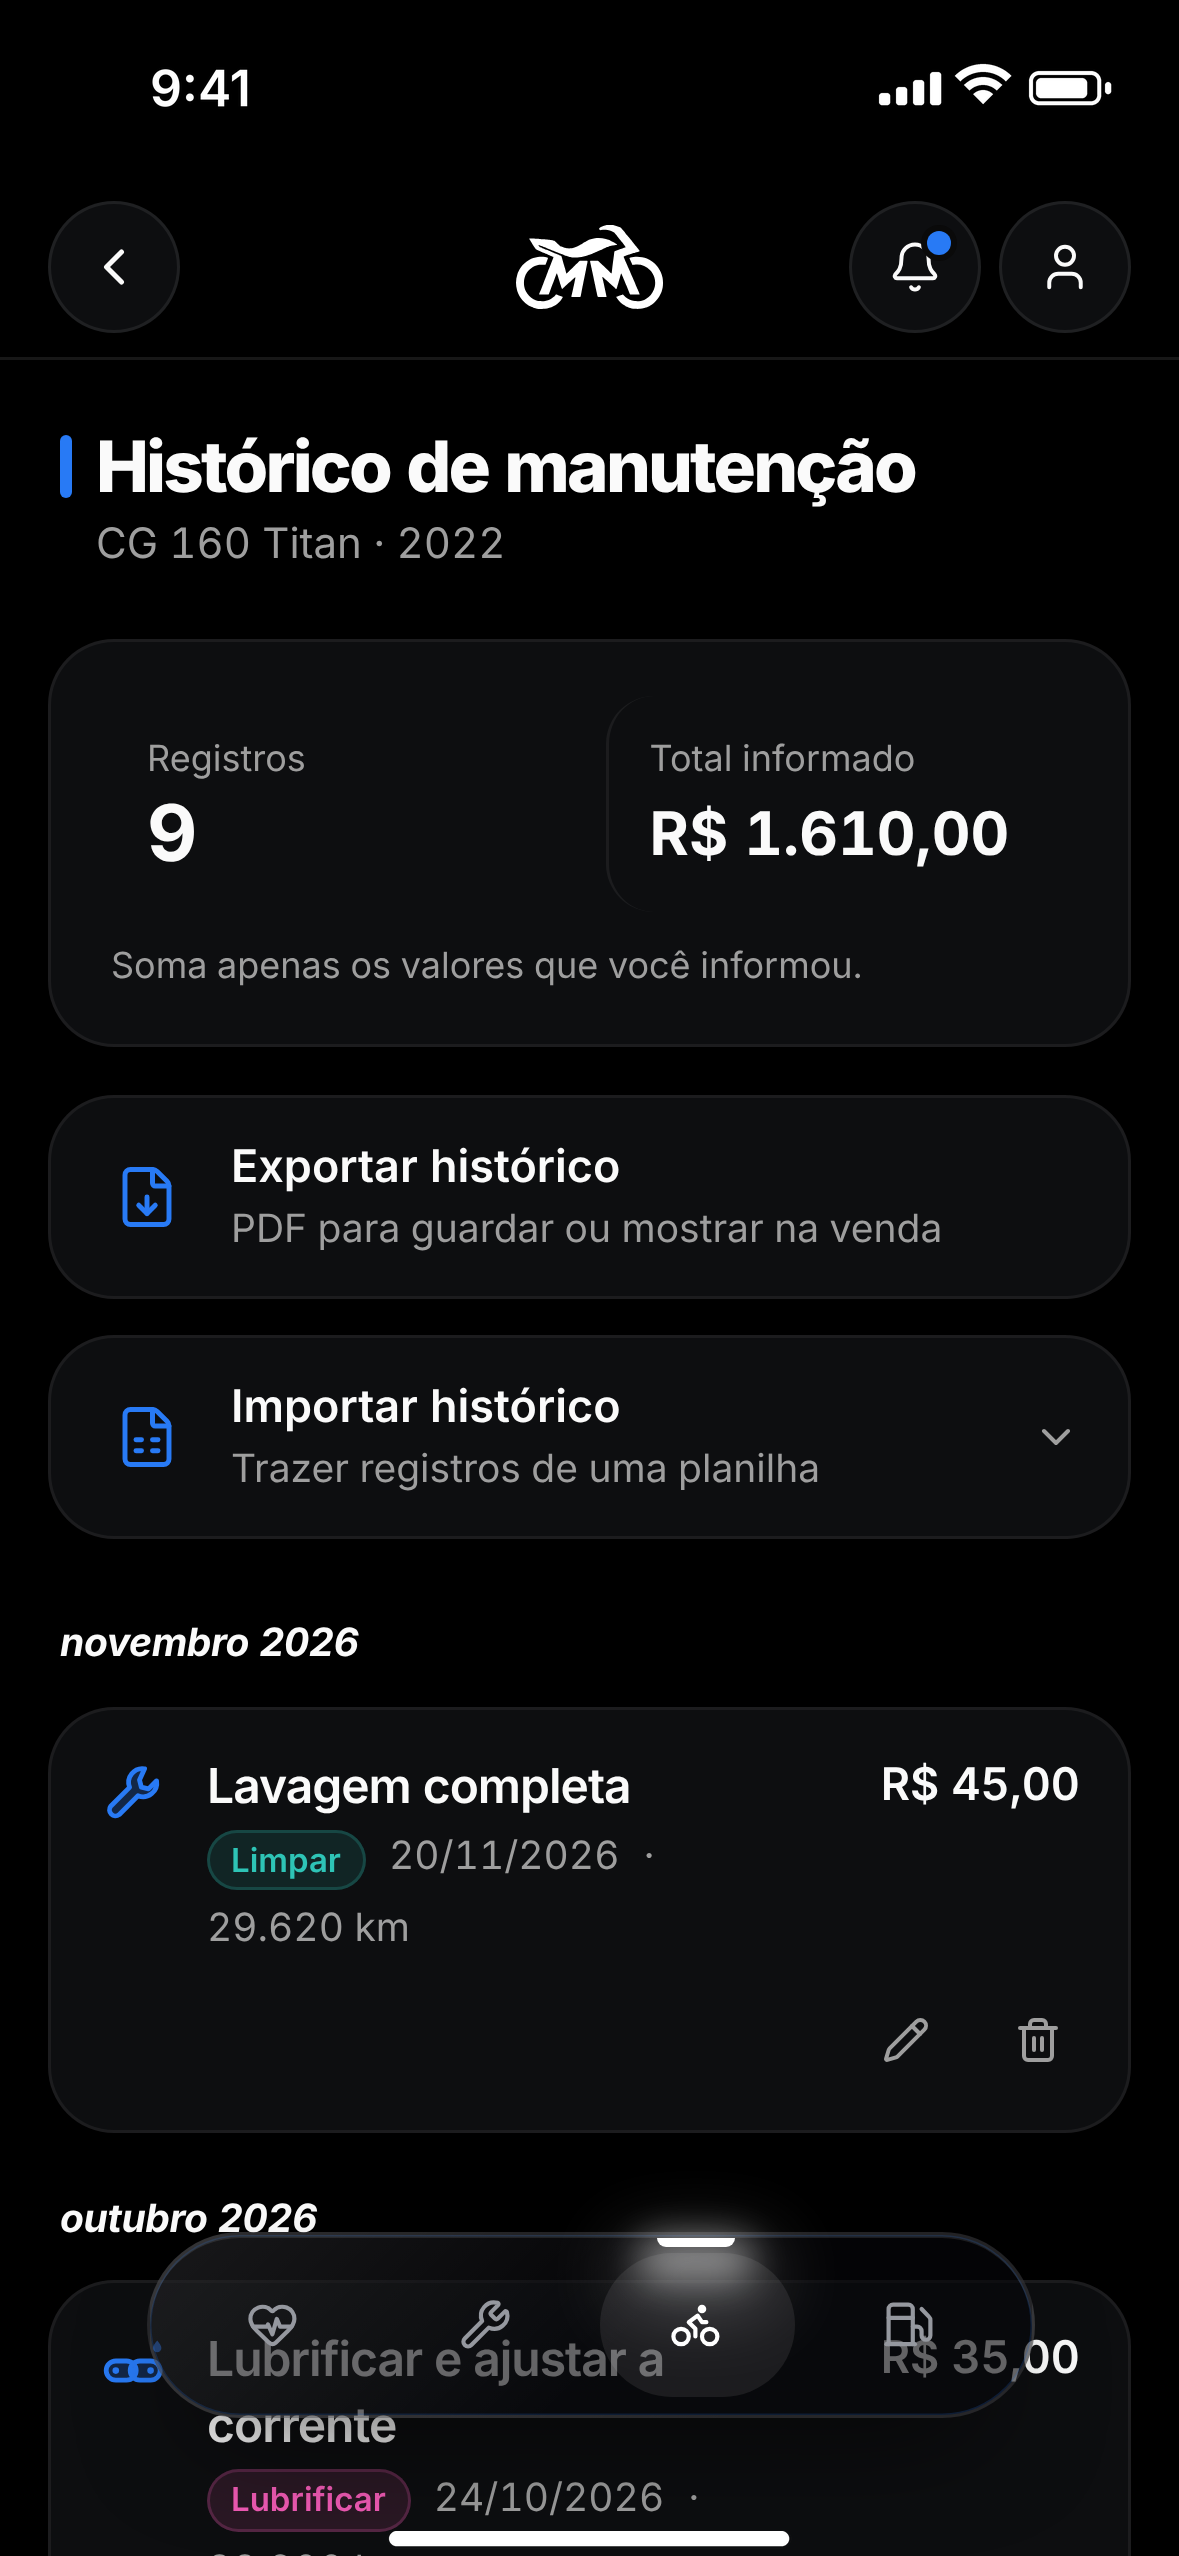 9:41
MM
Histórico de manutenção
CG 160 Titan · 2022
Registros
Total informado
9
R$ 1.610,00
Soma apenas os valores que você informou.
Exportar histórico
PDF para guardar ou mostrar na venda
Importar histórico
Trazer registros de uma planilha
novembro 2026
Lavagem completa
R$ 45,00
Limpar
20/11/2026 ·
29.620 km
outubro 2026
Lubrificar e ajustar a
R$ 35,00
corrente
Lubrificar
24/10/2026 ·